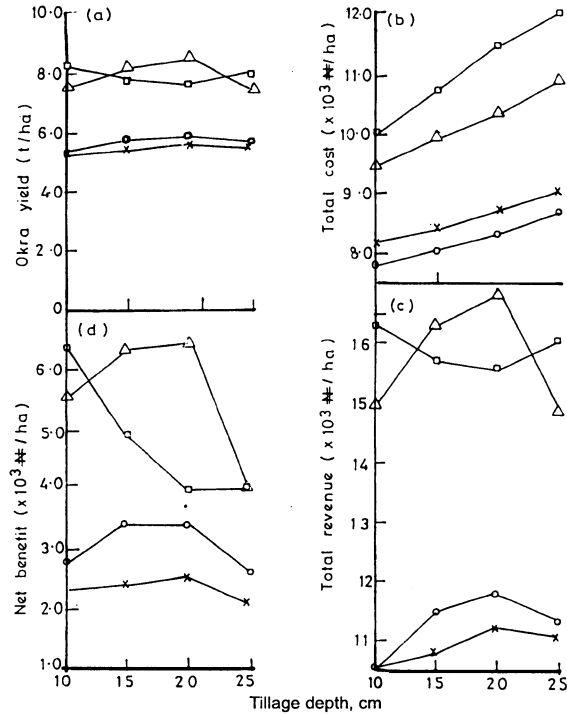 (a)
10·0
8·0
6·0
4·0
2·0
0
Okra yield (t/ha)
(b)
12·0
11·0
10·0
9·0
8·0
Total cost (×10³ ₦/ha)
(d)
6·0
5·0
4·0
3·0
2·0
1·0
10 15 20 25
Net benefit (×10³ ₦/ha)
(c)
16
15
14
13
12
11
10 15 20 25
Total revenue (×10³ ₦/ha)
Tillage depth, cm